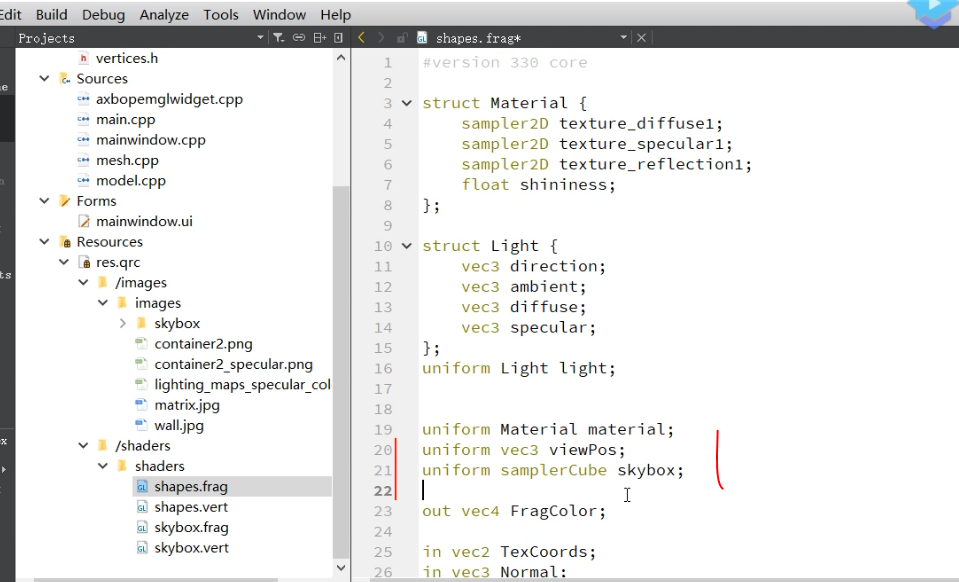 Edit Build Debug Analyze Tools Window Help
Projects
shapes.frag*
vertices.h
Sources
axbopemglwidget.cpp
main.cpp
mainwindow.cpp
mesh.cpp
model.cpp
Forms
mainwindow.ui
Resources
res.qrc
/images
images
skybox
container2.png
container2_specular.png
lighting_maps_specular_col
matrix.jpg
wall.jpg
/shaders
shaders
shapes.frag
shapes.vert
skybox.frag
skybox.vert
1 #version 330 core
2
3 struct Material {
4 sampler2D texture_diffuse1;
5 sampler2D texture_specular1;
6 sampler2D texture_reflection1;
7 float shininess;
8 };
9
10 struct Light {
11 vec3 direction;
12 vec3 ambient;
13 vec3 diffuse;
14 vec3 specular;
15 };
16 uniform Light light;
17
18
19 uniform Material material;
20 uniform vec3 viewPos;
21 uniform samplerCube skybox;
22
23 out vec4 FragColor;
24
25 in vec2 TexCoords;
26 in vec3 Normal;